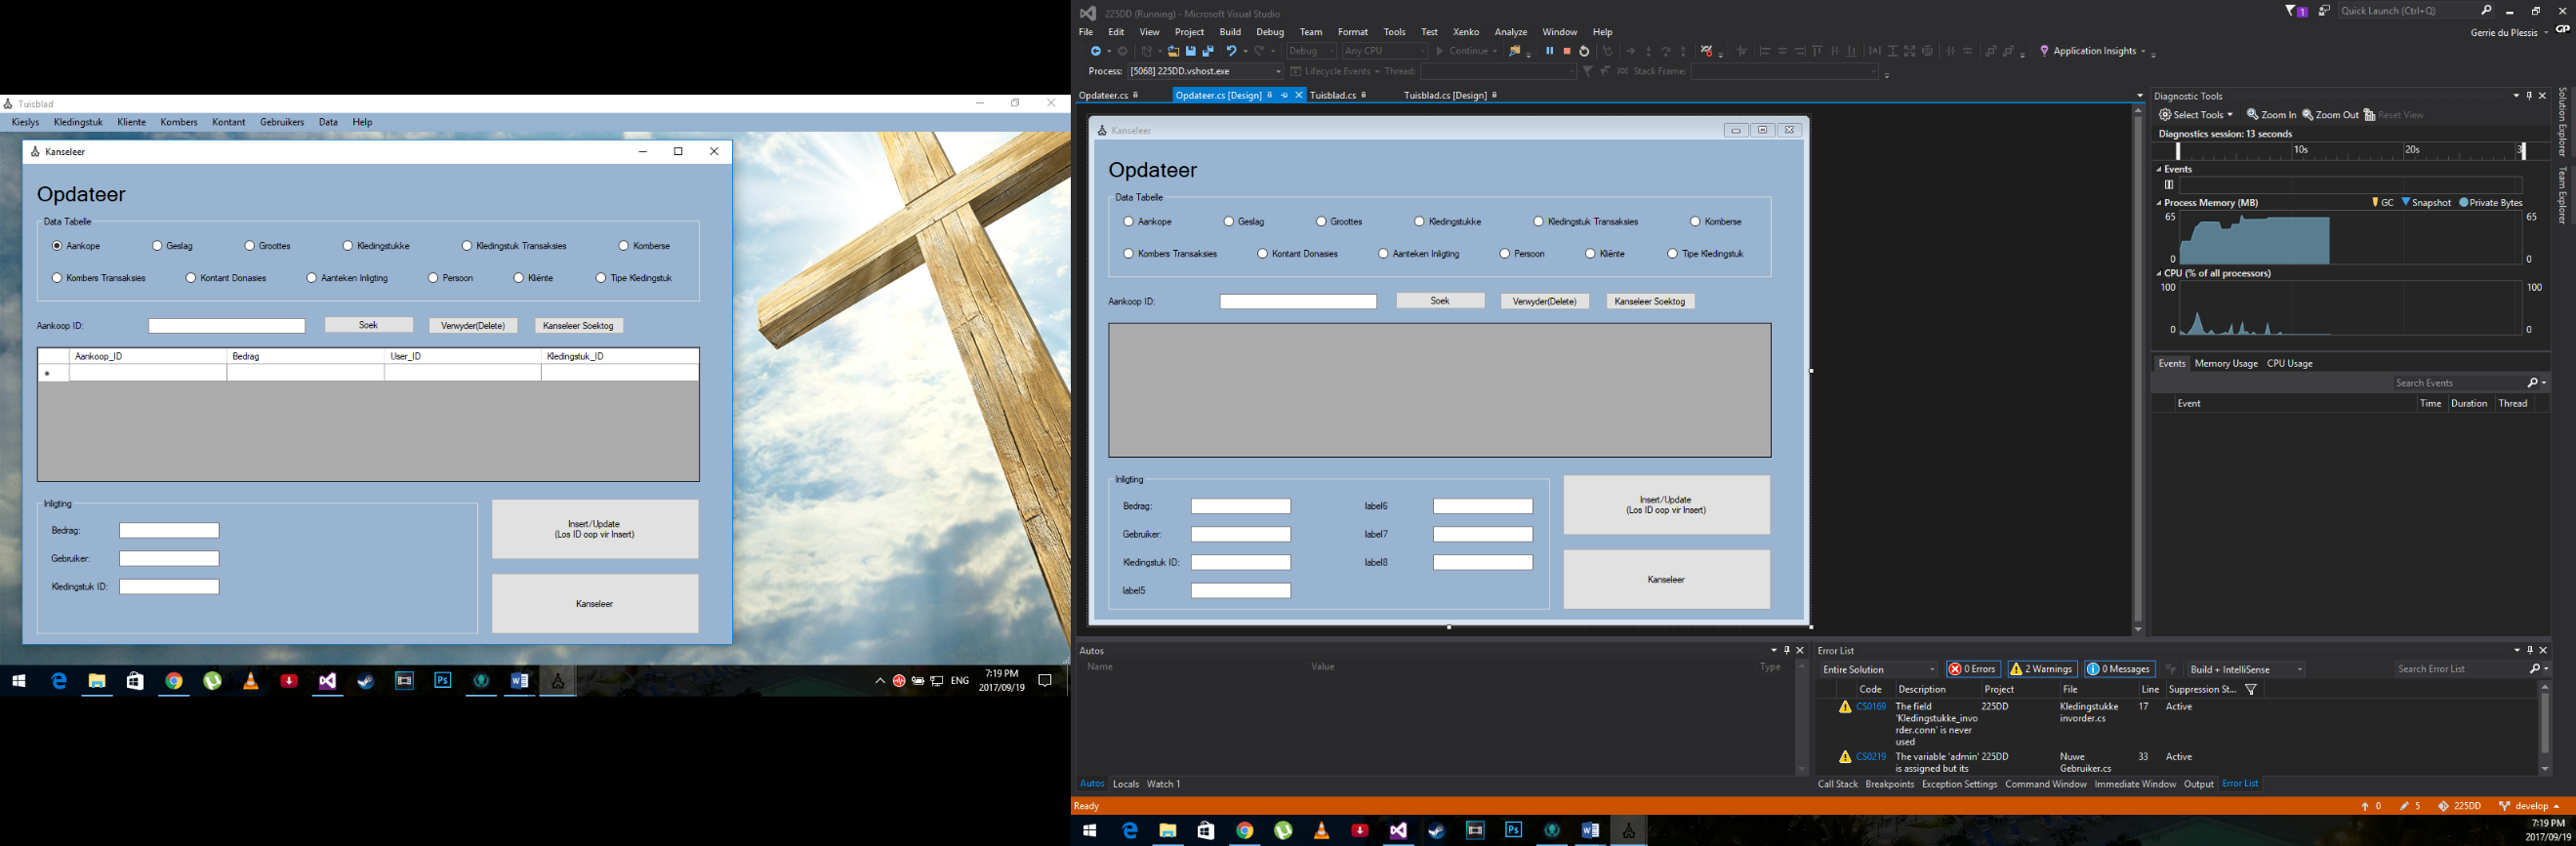 Tuisblad
Kieslys Kledingstuk Kliente Kombers Kontant Gebruikers Data Help
Kanseleer
Opdateer
Data Tabelle
Aankope Geslag Groottes Kledingstukke Kledingstuk Transaksies Komberse
Kombers Transaksies Kontant Donasies Aanteken Inligting Persoon Kliënte Tipe Kledingstuk
Aankoop ID: Soek Verwyder(Delete) Kanseleer Soektog
Aankoop_ID Bedrag User_ID Kledingstuk_ID
Inligting
Bedrag:
Gebruiker:
Kledingstuk ID:
Insert/Update
(Los ID oop vir Insert)
Kanseleer
ENG
7:19 PM
2017/09/19
225DD (Running) - Microsoft Visual Studio
1
Quick Launch (Ctrl+Q)
File Edit View Project Build Debug Team Format Tools Test Xenko Analyze Window Help
Gerrie du Plessis GP
Debug Any CPU Continue Application Insights
Process: [5068] 225DD.vshost.exe Lifecycle Events Thread: Stack Frame:
Opdateer.cs Opdateer.cs [Design] Tuisblad.cs Tuisblad.cs [Design]
Kanseleer
Opdateer
Data Tabelle
Aankope Geslag Groottes Kledingstukke Kledingstuk Transaksies Komberse
Kombers Transaksies Kontant Donasies Aanteken Inligting Persoon Kliënte Tipe Kledingstuk
Aankoop ID: Soek Verwyder(Delete) Kanseleer Soektog
Inligting
Bedrag: label6
Gebruiker: label7
Kledingstuk ID: label8
label5
Insert/Update
(Los ID oop vir Insert)
Kanseleer
Diagnostic Tools
Select Tools Zoom In Zoom Out Reset View
Diagnostics session: 13 seconds
10s 20s 3
Events
Process Memory (MB) GC Snapshot Private Bytes
65 65
0 0
CPU (% of all processors)
100 100
0 0
Events Memory Usage CPU Usage
Search Events
Event Time Duration Thread
Solution Explorer
Team Explorer
Autos
Name Value Type
Autos Locals Watch 1
Error List
Entire Solution 0 Errors 2 Warnings 0 Messages Build + IntelliSense Search Error List
Code Description Project File Line Suppression St...
CS0169 The field 225DD Kledingstukke 17 Active
'Kledingstukke_invo invorder.cs
rder.conn' is never
used
CS0219 The variable 'admin' 225DD Nuwe 33 Active
is assigned but its Gebruiker.cs
Call Stack Breakpoints Exception Settings Command Window Immediate Window Output Error List
Ready 0 5 225DD develop
7:19 PM
2017/09/19